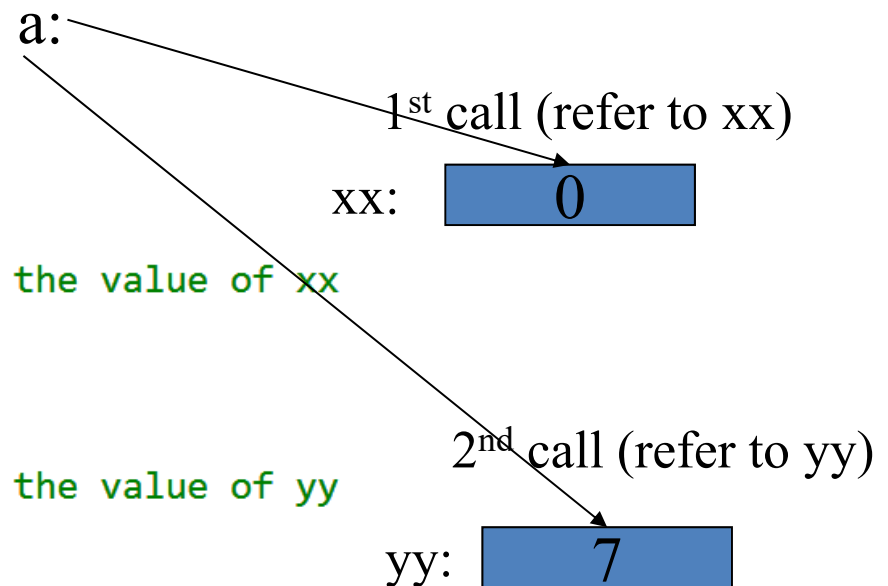 a:
1st call (refer to xx)
xx: 0
the value of xx
2nd call (refer to yy)
the value of yy
yy: 7